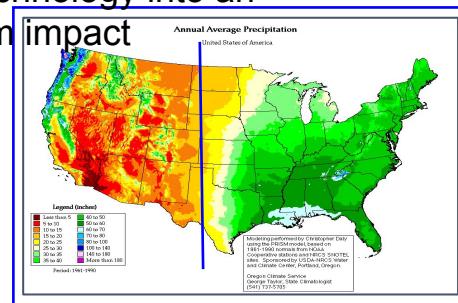 chnology into an
m impact
Annual Average Precipitation
United States of America
Legend (inches)
Less than 5
5 to 10
10 to 15
15 to 20
20 to 25
25 to 30
30 to 35
35 to 40
40 to 50
50 to 60
60 to 70
70 to 80
80 to 100
100 to 140
140 to 180
More than 180
Period: 1961-1990
Modeling performed by Christopher Daly
using the PRISM model, based on
1961-1990 normals from NOAA
Cooperative stations and NRCS SNOTEL
sites. Sponsored by USDA-NRCS Water
and Climate Center, Portland, Oregon.
Oregon Climate Service
George Taylor, State Climatologist
(541) 737-5705